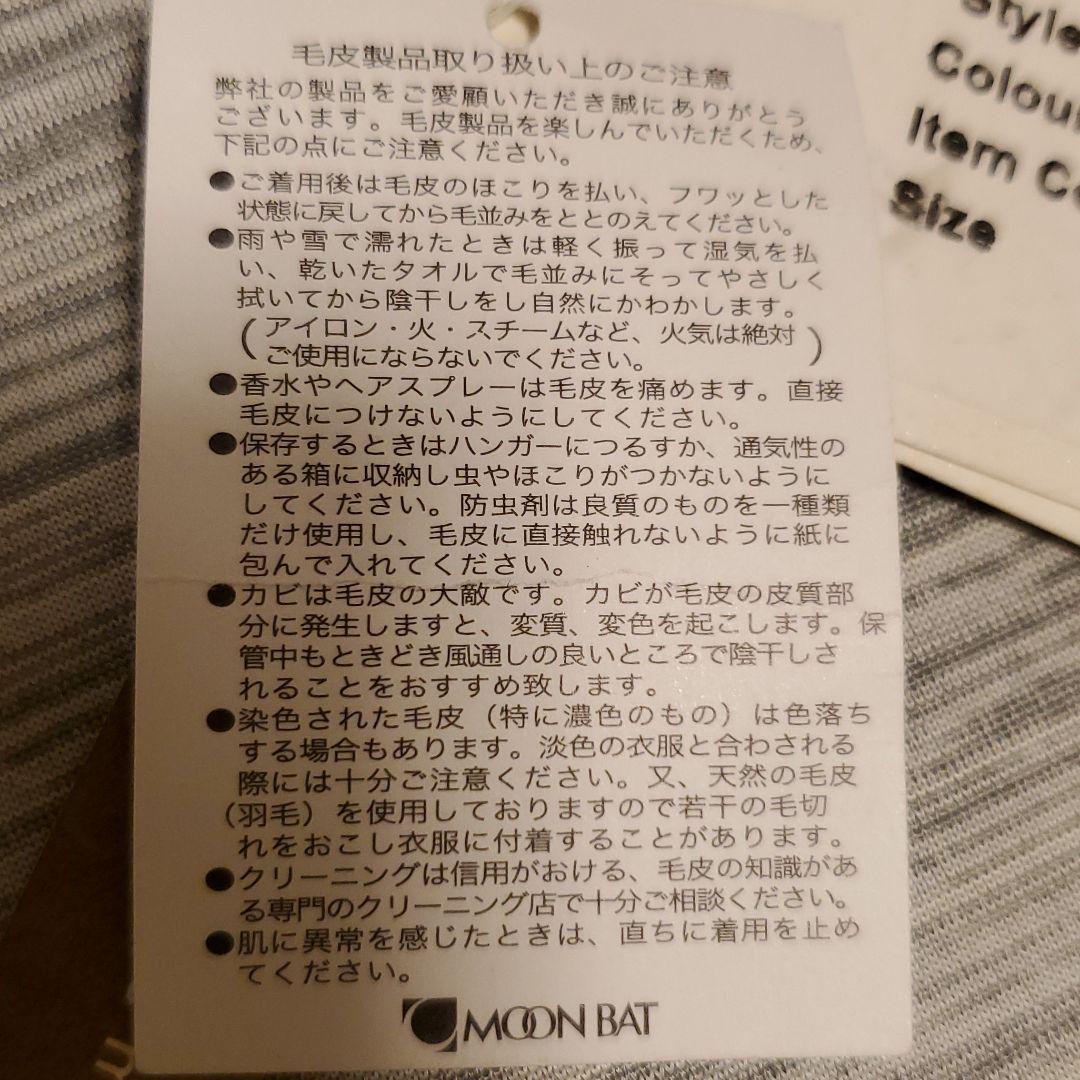 毛皮製品取り扱い上のご注意
弊社の製品をご愛顧いただき誠にありがとう
ございます。毛皮製品を楽しんでいただくため、
下記の点にご注意ください。
●ご着用後は毛皮のほこりを払い、フワッとした
状態に戻してから毛並みをととのえてください。
●雨や雪で濡れたときは軽く振って湿気を払
い、乾いたタオルで毛並みにそってやさしく
拭いてから陰干しをし自然にかわかします。
(アイロン・火・スチームなど、火気は絶対
ご使用にならないでください。)
●香水やヘアスプレーは毛皮を痛めます。直接
毛皮につけないようにしてください。
●保存するときはハンガーにつるすか、通気性の
ある箱に収納し虫やほこりがつかないように
してください。防虫剤は良質のものを一種類
だけ使用し、毛皮に直接触れないように紙に
包んで入れてください。
●カビは毛皮の大敵です。カビが毛皮の皮質部
分に発生しますと、変質、変色を起こします。保
管中もときどき風通しの良いところで陰干しさ
れることをおすすめ致します。
●染色された毛皮（特に濃色のもの）は色落ち
する場合もあります。淡色の衣服と合わされる
際には十分ご注意ください。又、天然の毛皮
（羽毛）を使用しておりますので若干の毛切
れをおこし衣服に付着することがあります。
●クリーニングは信用がおける、毛皮の知識があ
る専門のクリーニング店で十分ご相談ください。
●肌に異常を感じたときは、直ちに着用を止め
てください。
MOON BAT
Style
Colou
Item Co
Size